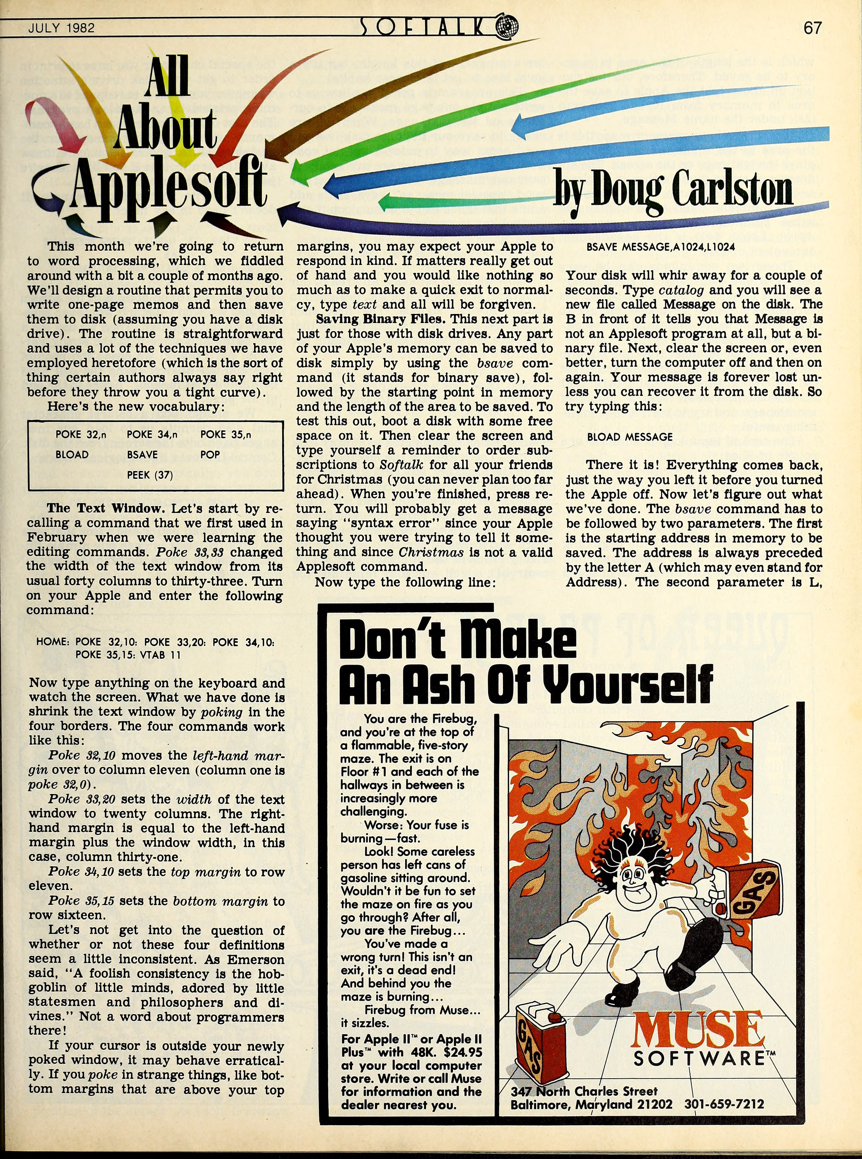 JULY 1982
SOFTALK
67
All
About
Applesoft
by Doug Carlston
This month we're going to return
to word processing, which we fiddled
around with a bit a couple of months ago.
We'll design a routine that permits you to
write one-page memos and then save
them to disk (assuming you have a disk
drive). The routine is straightforward
and uses a lot of the techniques we have
employed heretofore (which is the sort of
thing certain authors always say right
before they throw you a tight curve).
Here's the new vocabulary:
POKE 32,n POKE 34,n POKE 35,n
BLOAD BSAVE POP
PEEK (37)
The Text Window. Let's start by re-
calling a command that we first used in
February when we were learning the
editing commands. Poke 33,33 changed
the width of the text window from its
usual forty columns to thirty-three. Turn
on your Apple and enter the following
command:
HOME: POKE 32,10: POKE 33,20: POKE 34,10:
POKE 35,15: VTAB 11
Now type anything on the keyboard and
watch the screen. What we have done is
shrink the text window by poking in the
four borders. The four commands work
like this:
Poke 32,10 moves the left-hand mar-
gin over to column eleven (column one is
poke 32,0).
Poke 33,20 sets the width of the text
window to twenty columns. The right-
hand margin is equal to the left-hand
margin plus the window width, in this
case, column thirty-one.
Poke 34,10 sets the top margin to row
eleven.
Poke 35,15 sets the bottom margin to
row sixteen.
Let's not get into the question of
whether or not these four definitions
seem a little inconsistent. As Emerson
said, "A foolish consistency is the hob-
goblin of little minds, adored by little
statesmen and philosophers and di-
vines." Not a word about programmers
there!
If your cursor is outside your newly
poked window, it may behave erratical-
ly. If you poke in strange things, like bot-
tom margins that are above your top
margins, you may expect your Apple to
respond in kind. If matters really get out
of hand and you would like nothing so
much as to make a quick exit to normal-
cy, type text and all will be forgiven.
Saving Binary Files. This next part is
just for those with disk drives. Any part
of your Apple's memory can be saved to
disk simply by using the bsave com-
mand (it stands for binary save), fol-
lowed by the starting point in memory
and the length of the area to be saved. To
test this out, boot a disk with some free
space on it. Then clear the screen and
type yourself a reminder to order sub-
scriptions to Softalk for all your friends
for Christmas (you can never plan too far
ahead). When you're finished, press re-
turn. You will probably get a message
saying "syntax error" since your Apple
thought you were trying to tell it some-
thing and since Christmas is not a valid
Applesoft command.
Now type the following line:
BSAVE MESSAGE,A1024,L1024
Your disk will whir away for a couple of
seconds. Type catalog and you will see a
new file called Message on the disk. The
B in front of it tells you that Message is
not an Applesoft program at all, but a bi-
nary file. Next, clear the screen or, even
better, turn the computer off and then on
again. Your message is forever lost un-
less you can recover it from the disk. So
try typing this:
BLOAD MESSAGE
There it is! Everything comes back,
just the way you left it before you turned
the Apple off. Now let's figure out what
we've done. The bsave command has to
be followed by two parameters. The first
is the starting address in memory to be
saved. The address is always preceded
by the letter A (which may even stand for
Address). The second parameter is L,
Don't Make
An Ash Of Yourself
You are the Firebug,
and you're at the top of
a flammable, five-story
maze. The exit is on
Floor #1 and each of the
hallways in between is
increasingly more
challenging.
Worse: Your fuse is
burning—fast.
Look! Some careless
person has left cans of
gasoline sitting around.
Wouldn't it be fun to set
the maze on fire as you
go through? After all,
you are the Firebug...
You've made a
wrong turn! This isn't an
exit, it's a dead end!
And behind you the
maze is burning...
Firebug from Muse...
it sizzles.
For Apple II™ or Apple II
Plus™ with 48K. $24.95
at your local computer
store. Write or call Muse
for information and the
dealer nearest you.
GAS
GAS
MUSE
SOFTWARE™
347 North Charles Street
Baltimore, Maryland 21202 301-659-7212